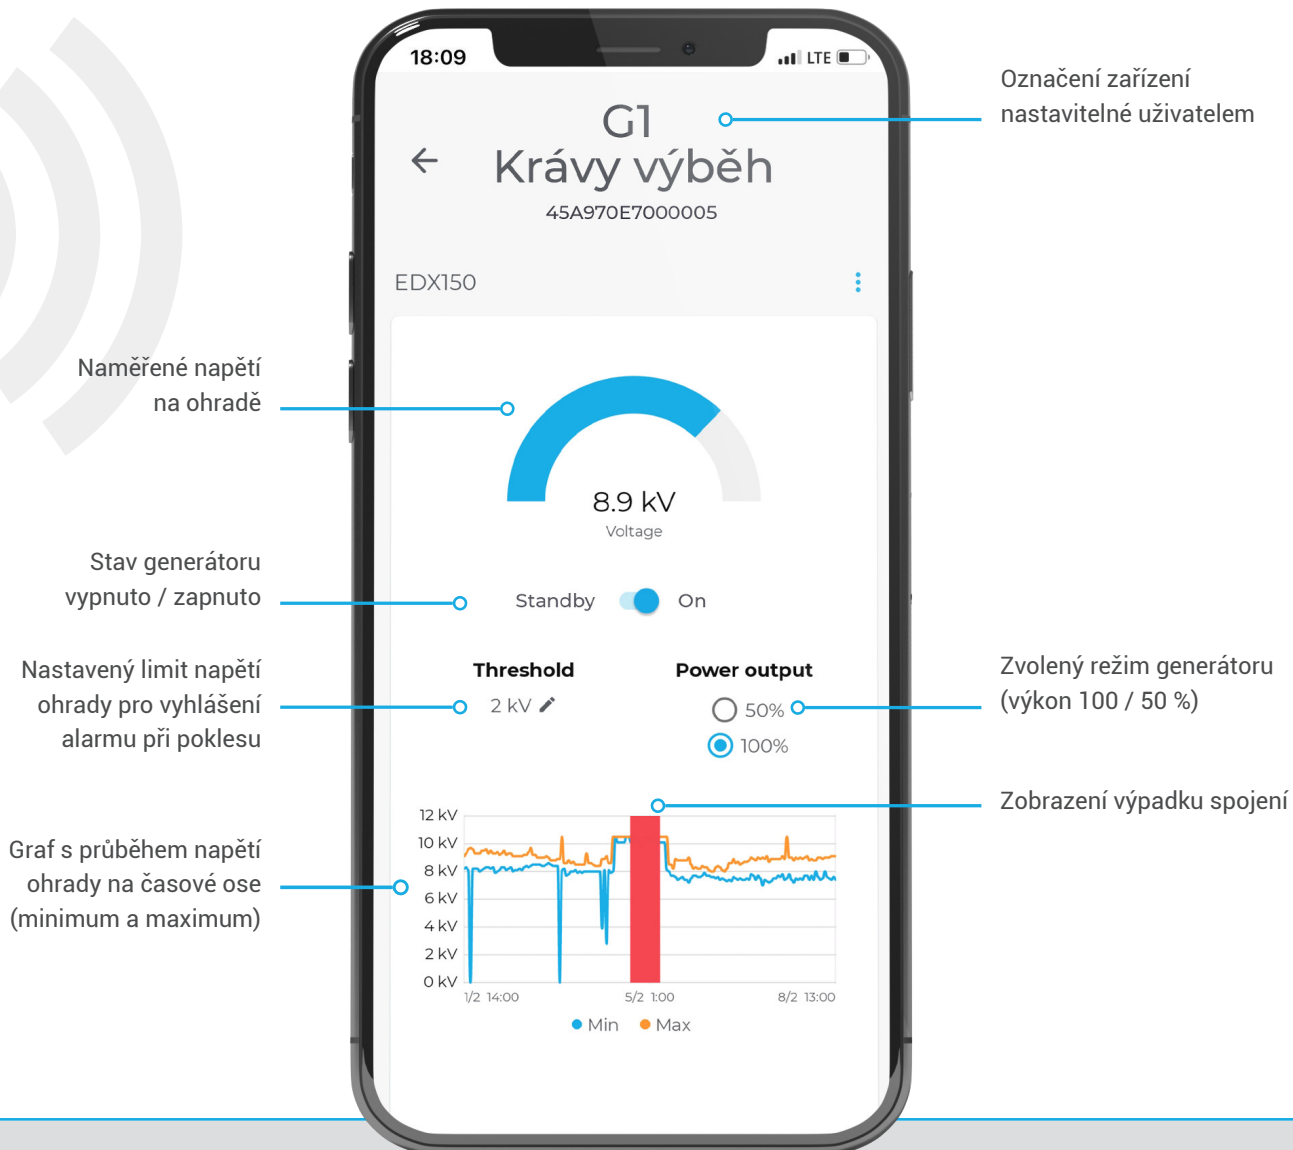 18:09
LTE
G1
Krávy výběh
45A970E7000005
EDX150
Označení zařízení
nastavitelné uživatelem
Naměřené napětí
na ohradě
8.9 kV
Voltage
Stav generátoru
vypnuto / zapnuto
Standby On
Nastavený limit napětí
ohrady pro vyhlášení
alarmu při poklesu
Threshold
2 kV
Power output
50%
100%
Zvolený režim generátoru
(výkon 100 / 50 %)
Zobrazení výpadku spojení
Graf s průběhem napětí
ohrady na časové ose
(minimum a maximum)
12 kV
10 kV
8 kV
6 kV
4 kV
2 kV
0 kV
1/2 14:00 5/2 1:00 8/2 13:00
Min Max